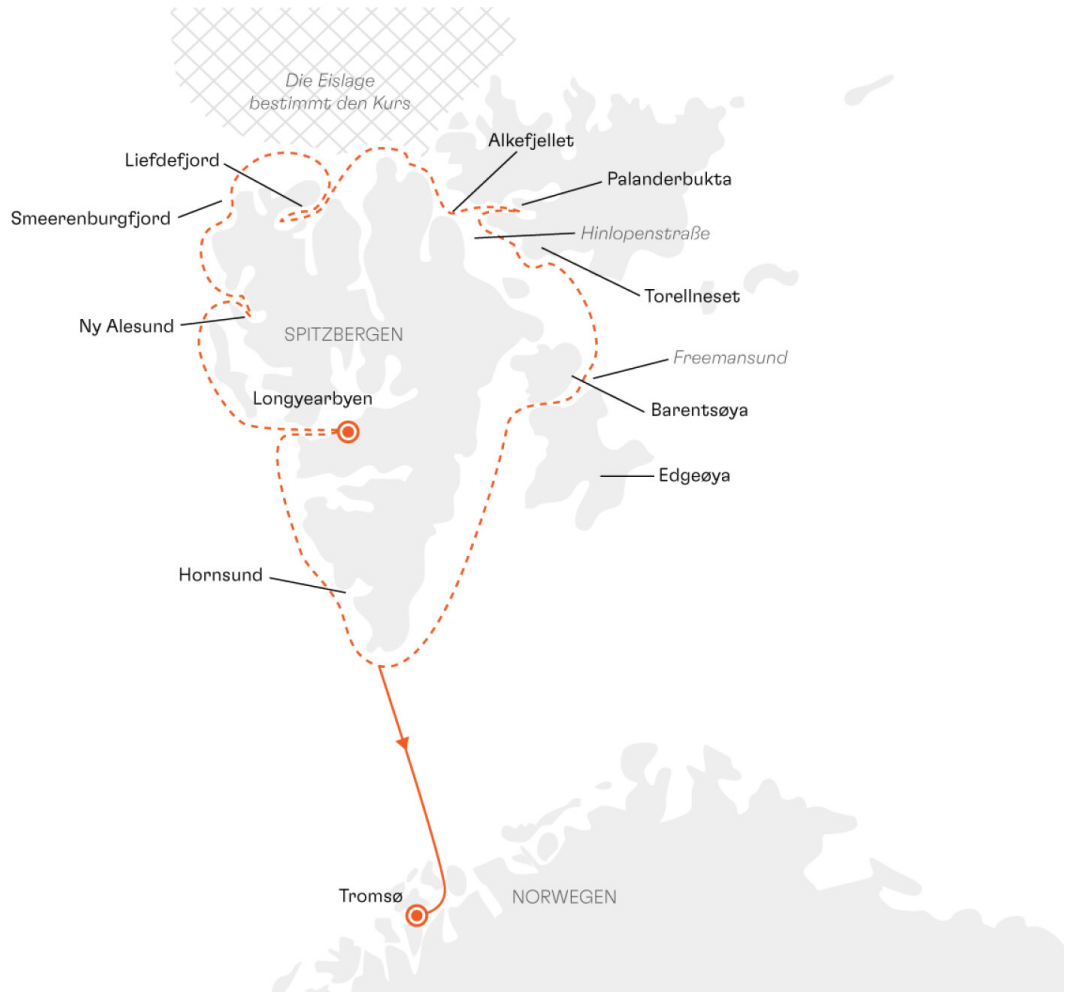 Die Eislage
bestimmt den Kurs
Alkefjellet
Liefdefjord
Palanderbukta
Smeerenburgfjord
Hinlopenstraße
Torellneset
Ny Alesund
SPITZBERGEN
Freemansund
Longyearbyen
Barentsøya
Edgeøya
Hornsund
Tromsø
NORWEGEN